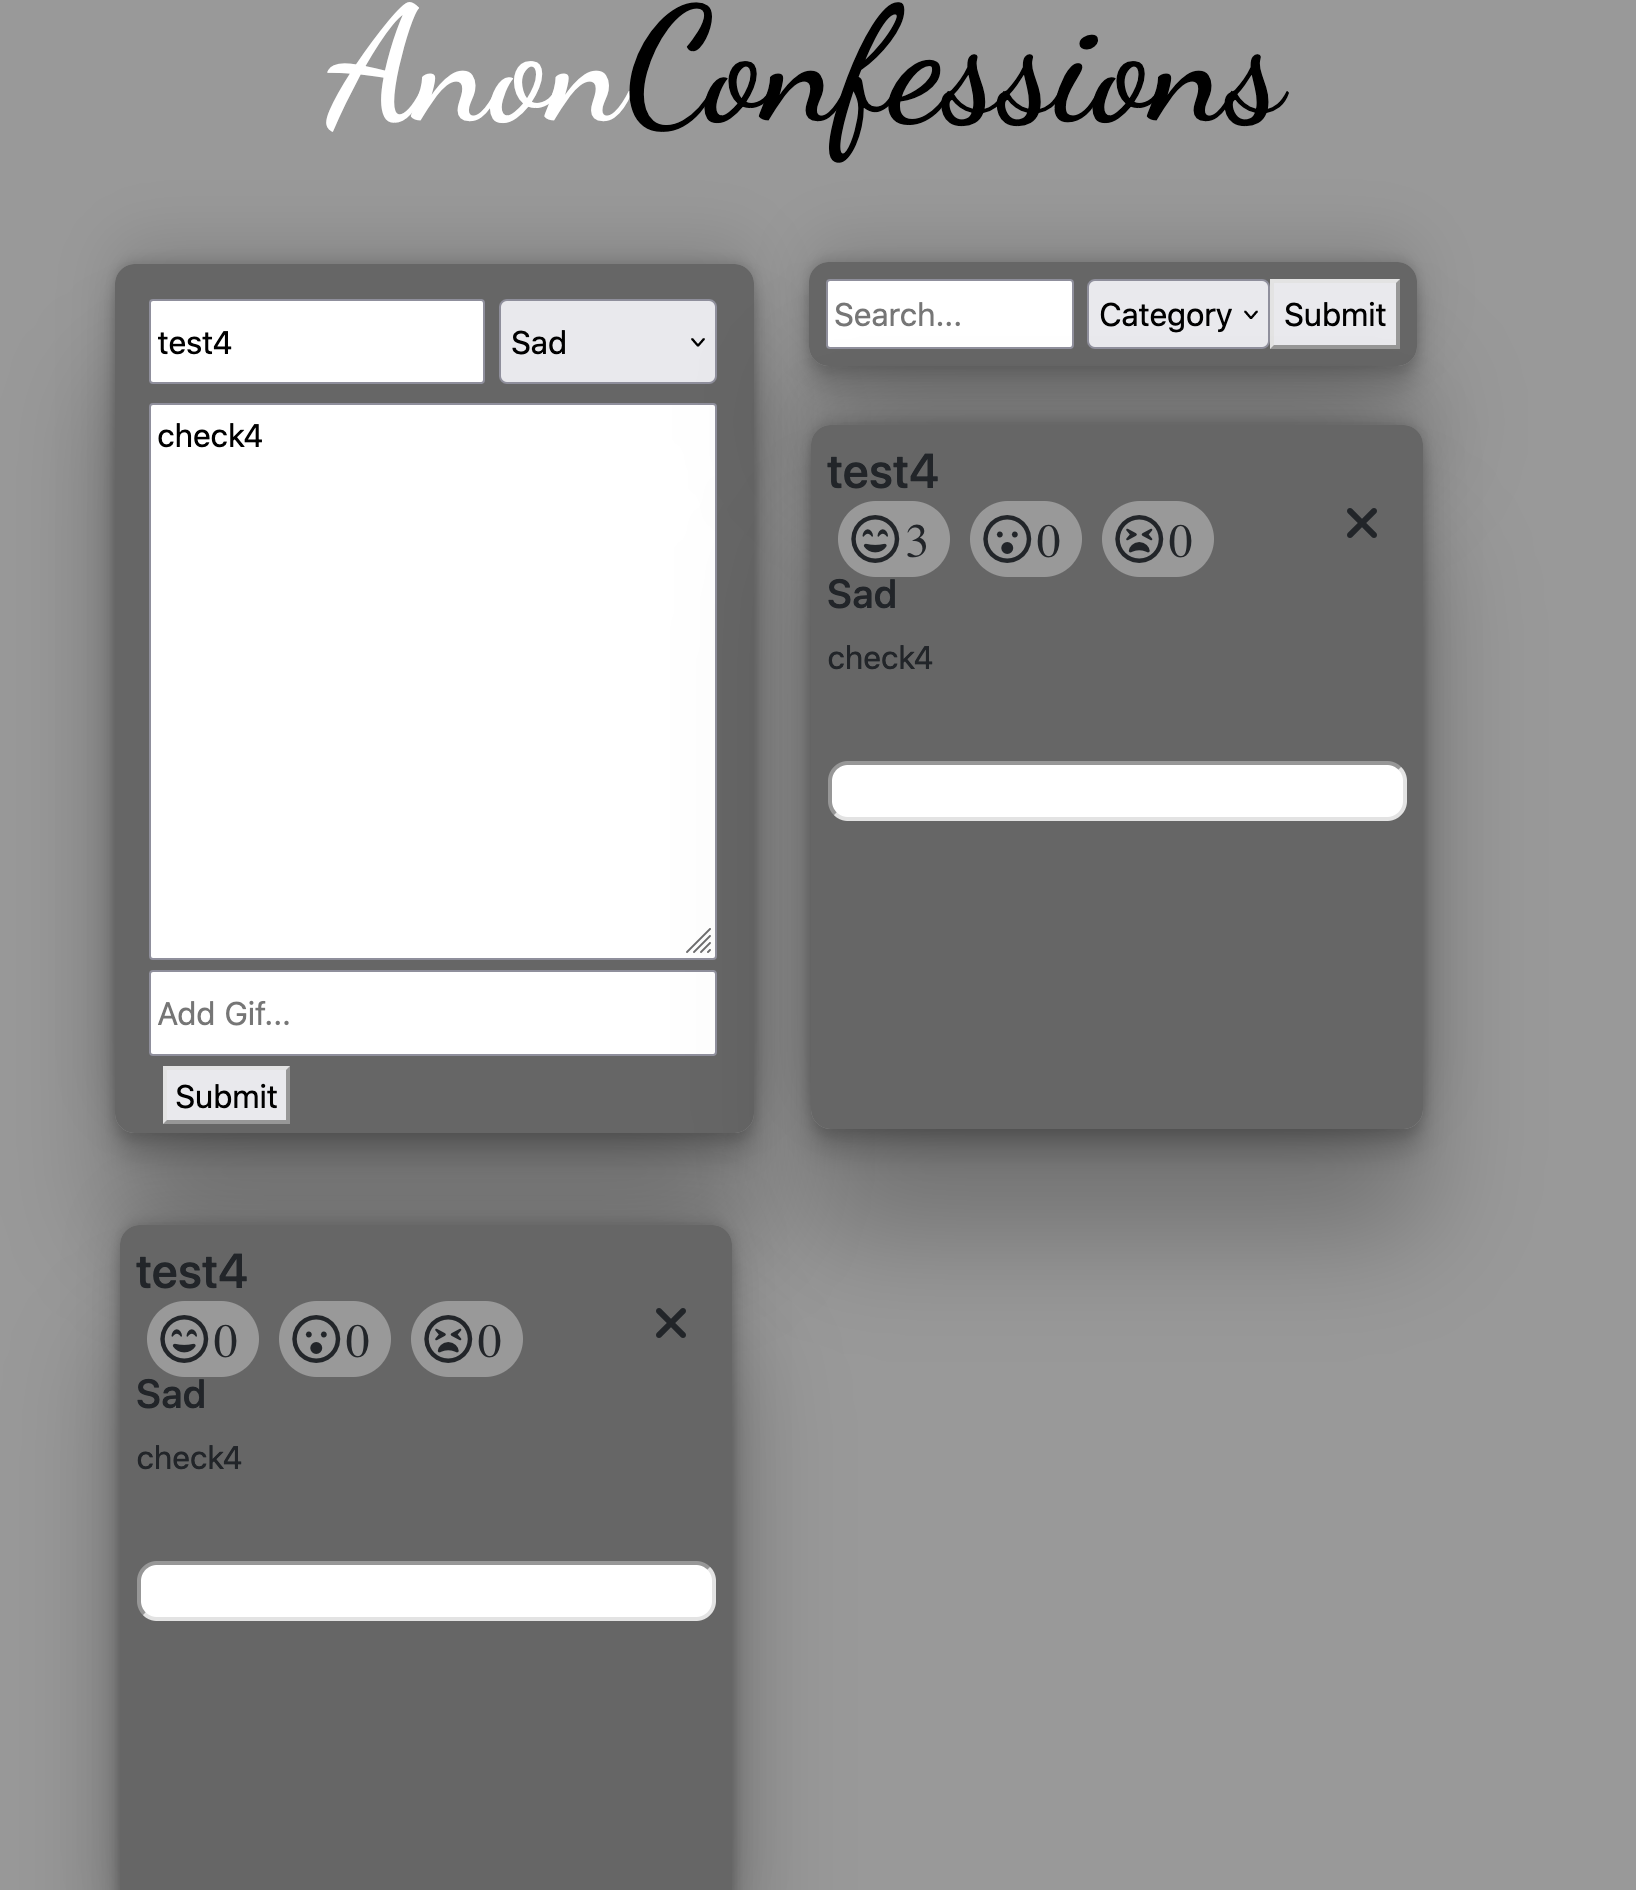 AnonConfessions
test4
Sad
check4
Add Gif...
Submit
Search...
Category
Submit
test4
3
0
0
Sad
check4
test4
0
0
0
Sad
check4